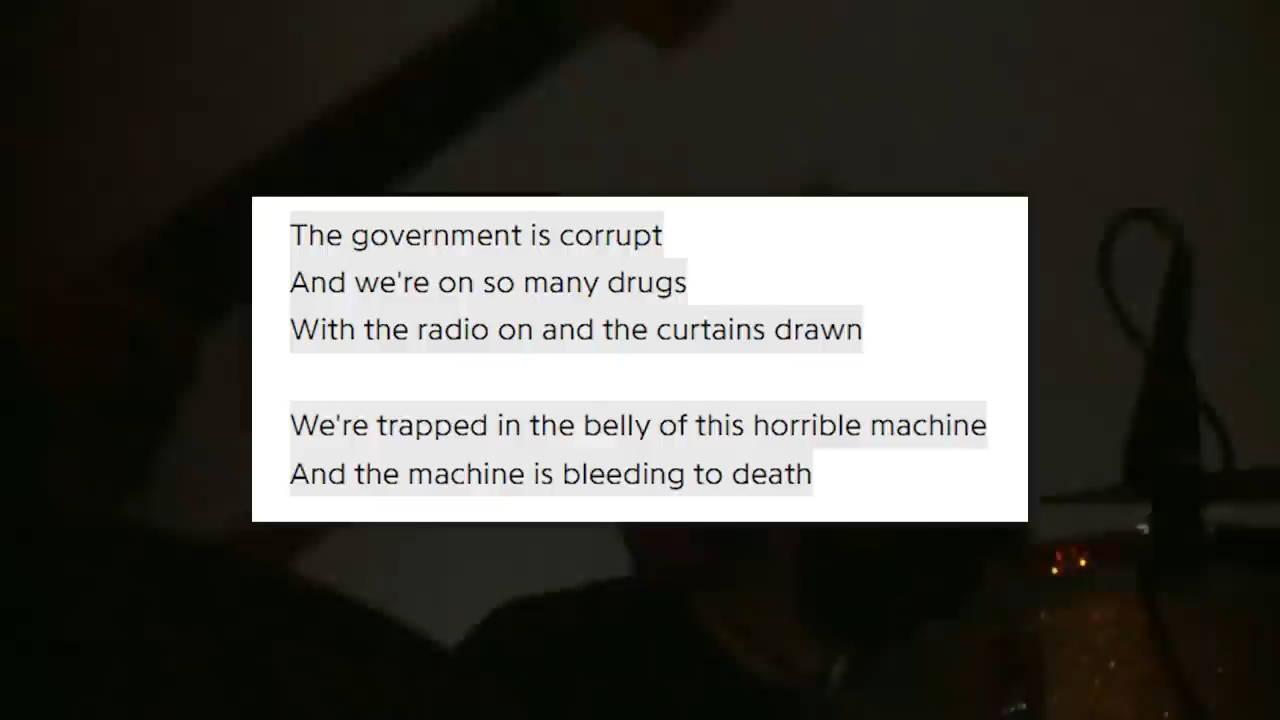 The government is corrupt
And we're on so many drugs
With the radio on and the curtains drawn
We're trapped in the belly of this horrible machine
And the machine is bleeding to death